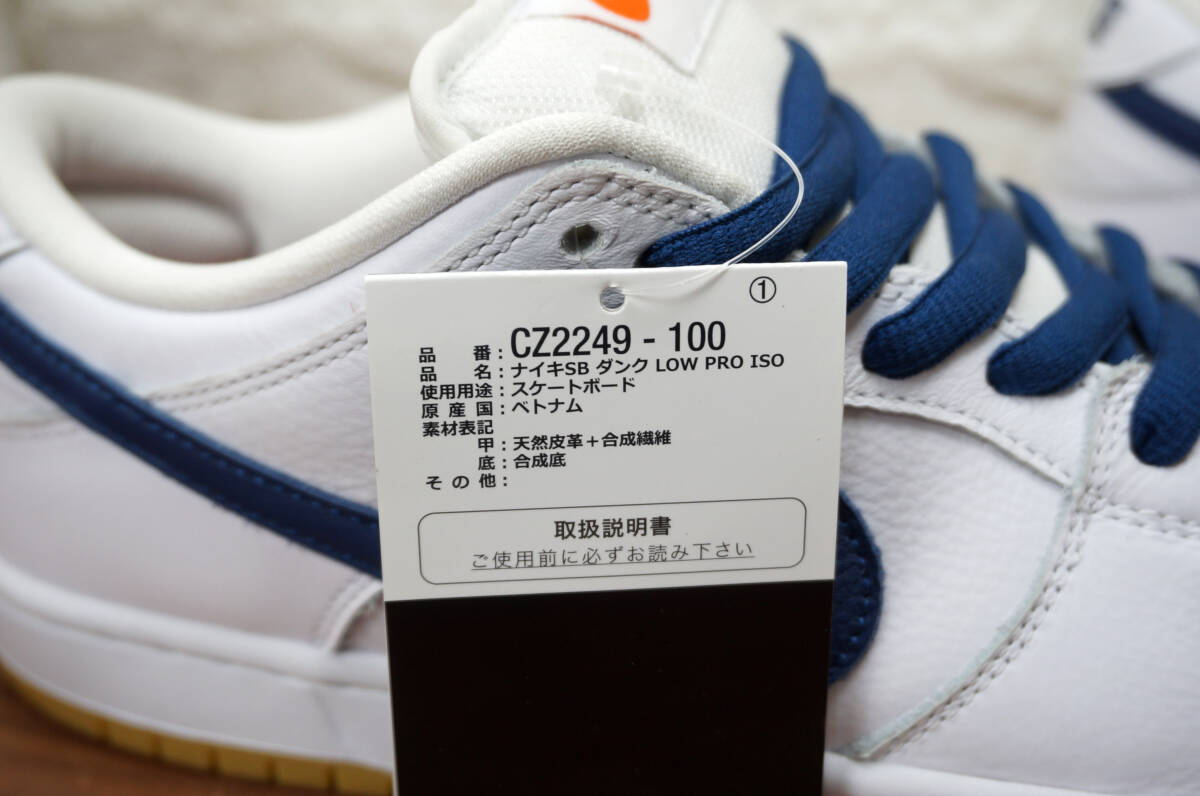 ①
品 番：CZ2249 - 100
品 名：ナイキSB ダンク LOW PRO ISO
使用用途：スケートボード
原 産 国：ベトナム
素材表記
甲：天然皮革＋合成繊維
底：合成底
そ の 他：
取扱説明書
ご使用前に必ずお読み下さい